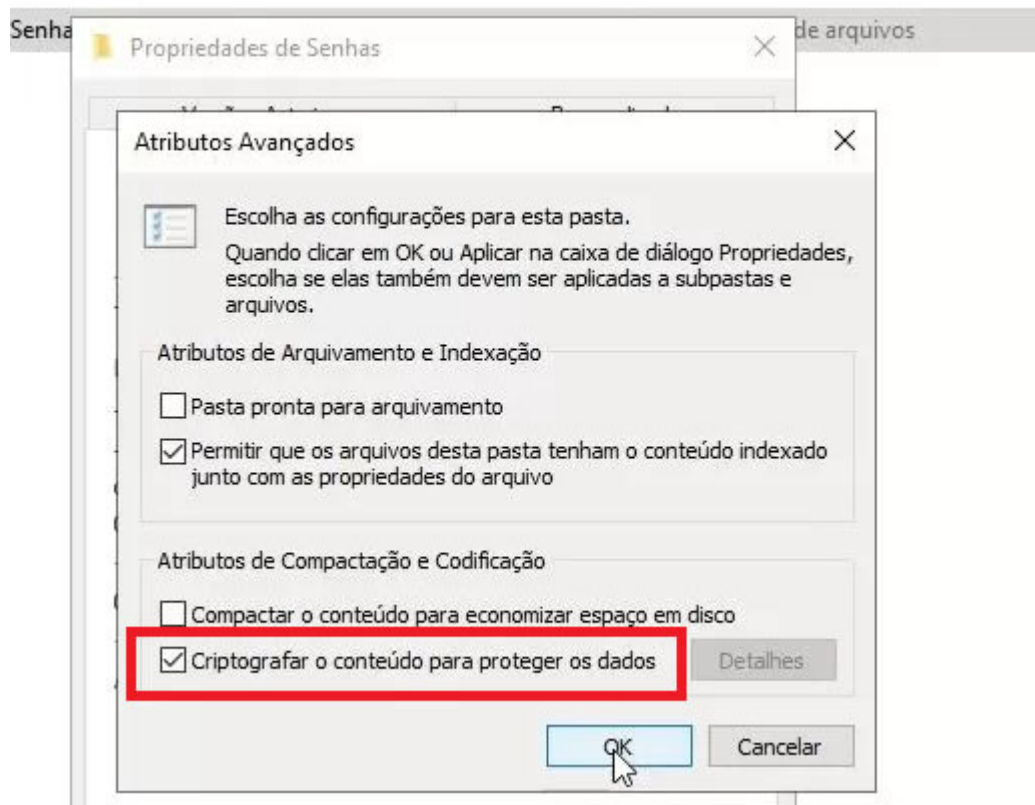 Senha
Propriedades de Senhas
de arquivos
Atributos Avançados
Escolha as configurações para esta pasta.
Quando clicar em OK ou Aplicar na caixa de diálogo Propriedades,
escolha se elas também devem ser aplicadas a subpastas e
arquivos.
Atributos de Arquivamento e Indexação
Pasta pronta para arquivamento
Permitir que os arquivos desta pasta tenham o conteúdo indexado
junto com as propriedades do arquivo
Atributos de Compactação e Codificação
Compactar o conteúdo para economizar espaço em disco
Criptografar o conteúdo para proteger os dados
Detalhes
OK
Cancelar